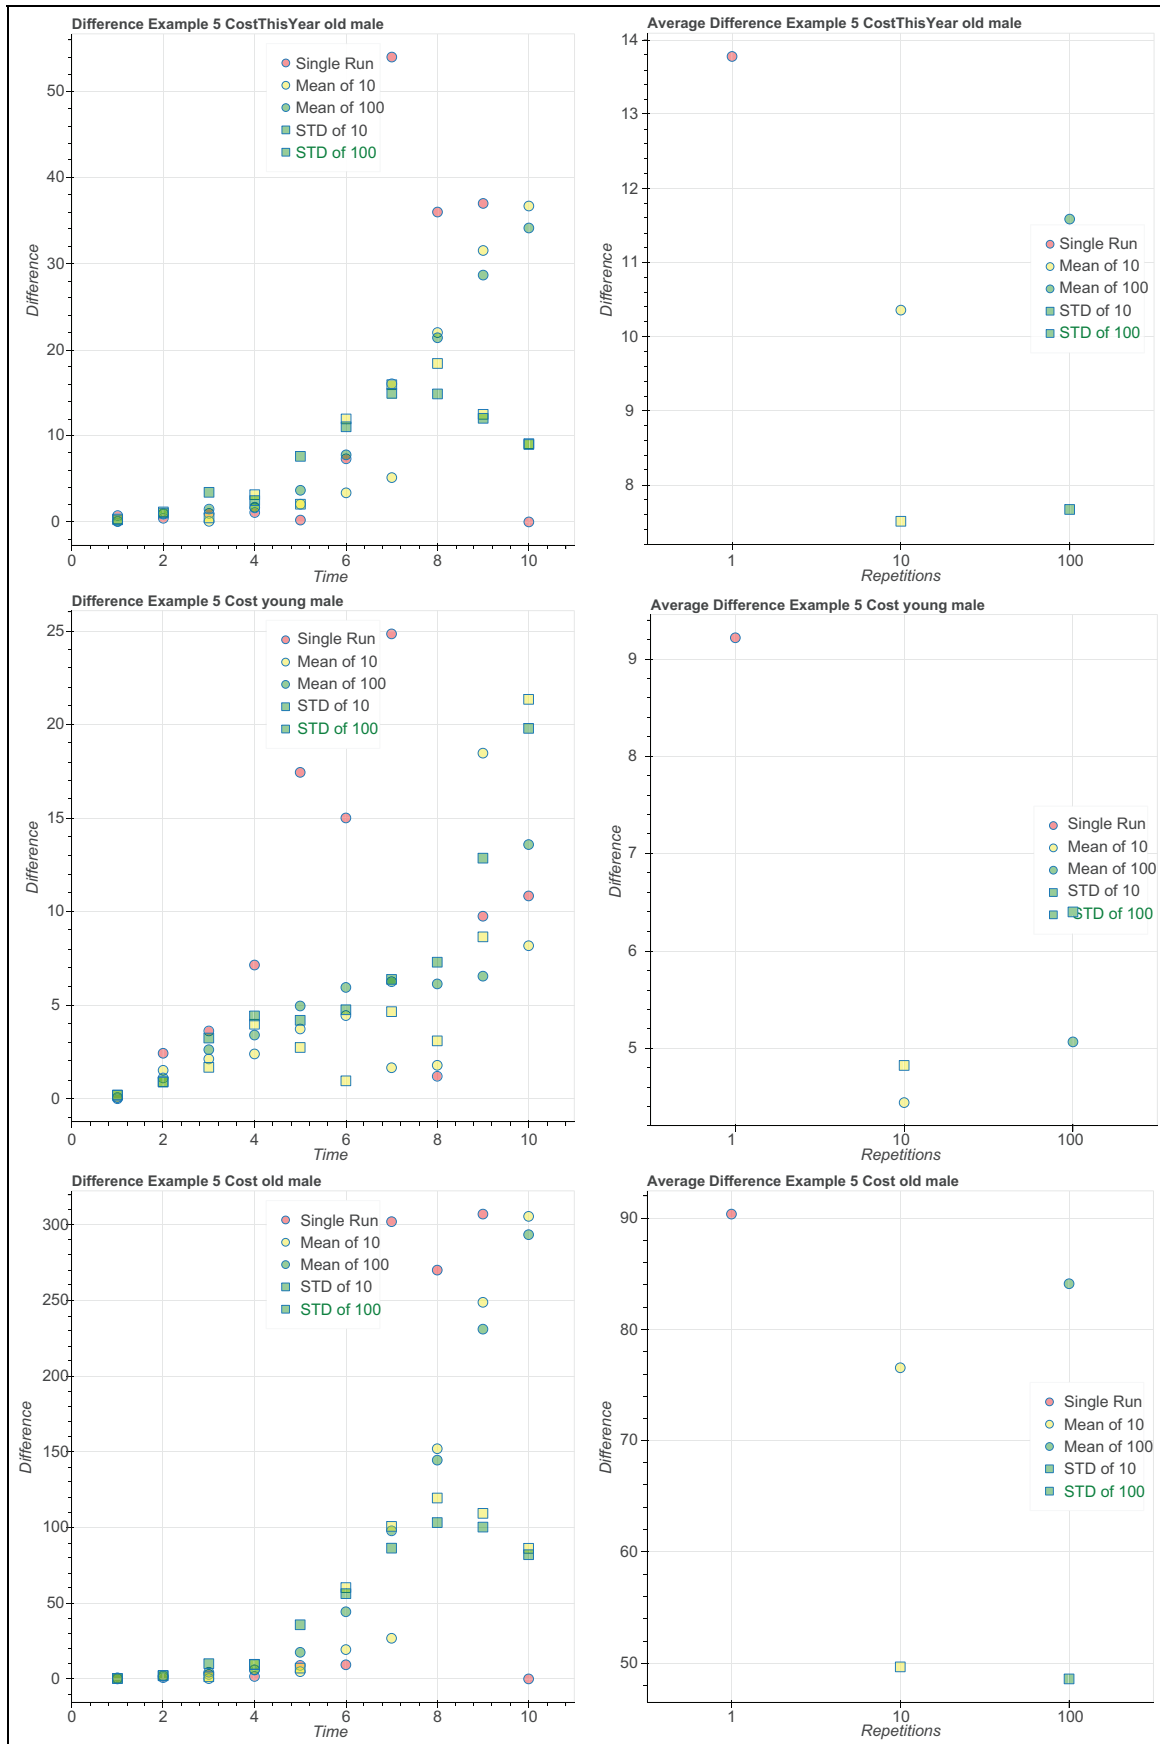 Difference Example 5 CostThisYear old male
50
40
30
20
10
0
Difference
Single Run
Mean of 10
Mean of 100
STD of 10
STD of 100
0 2 4 6 8 10
Time
Average Difference Example 5 CostThisYear old male
14
13
12
11
10
9
8
Difference
Single Run
Mean of 10
Mean of 100
STD of 10
STD of 100
1 10 100
Repetitions
Difference Example 5 Cost young male
25
20
15
10
5
0
Difference
Single Run
Mean of 10
Mean of 100
STD of 10
STD of 100
0 2 4 6 8 10
Time
Average Difference Example 5 Cost young male
9
8
7
6
5
Difference
Single Run
Mean of 10
Mean of 100
STD of 10
STD of 100
1 10 100
Repetitions
Difference Example 5 Cost old male
300
250
200
150
100
50
0
Difference
Single Run
Mean of 10
Mean of 100
STD of 10
STD of 100
0 2 4 6 8 10
Time
Average Difference Example 5 Cost old male
90
80
70
60
50
Difference
Single Run
Mean of 10
Mean of 100
STD of 10
STD of 100
1 10 100
Repetitions